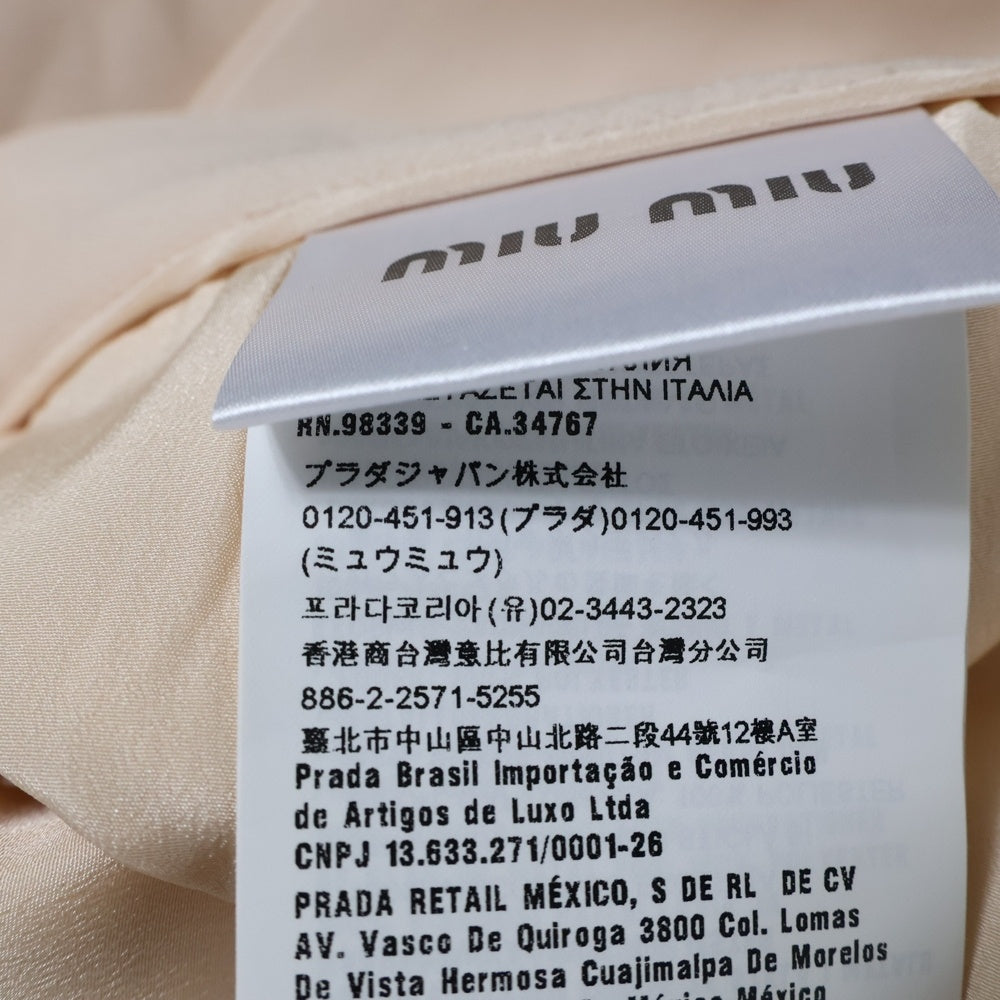 miu miu
ΣΤΗΝ ΙΤΑΛΙΑ
RN.98339 - CA.34767
プラダジャパン株式会社
0120-451-913(プラダ)0120-451-993
(ミュウミュウ)
프라다코리아(유)02-3443-2323
香港商台灣意比有限公司台灣分公司
886-2-2571-5255
臺北市中山區中山北路二段44號12樓A室
Prada Brasil Importação e Comércio
de Artigos de Luxo Ltda
CNPJ 13.633.271/0001-26
PRADA RETAIL MÉXICO, S DE RL DE CV
AV. Vasco De Quiroga 3800 Col. Lomas
De Vista Hermosa Cuajimalpa De Morelos
México México